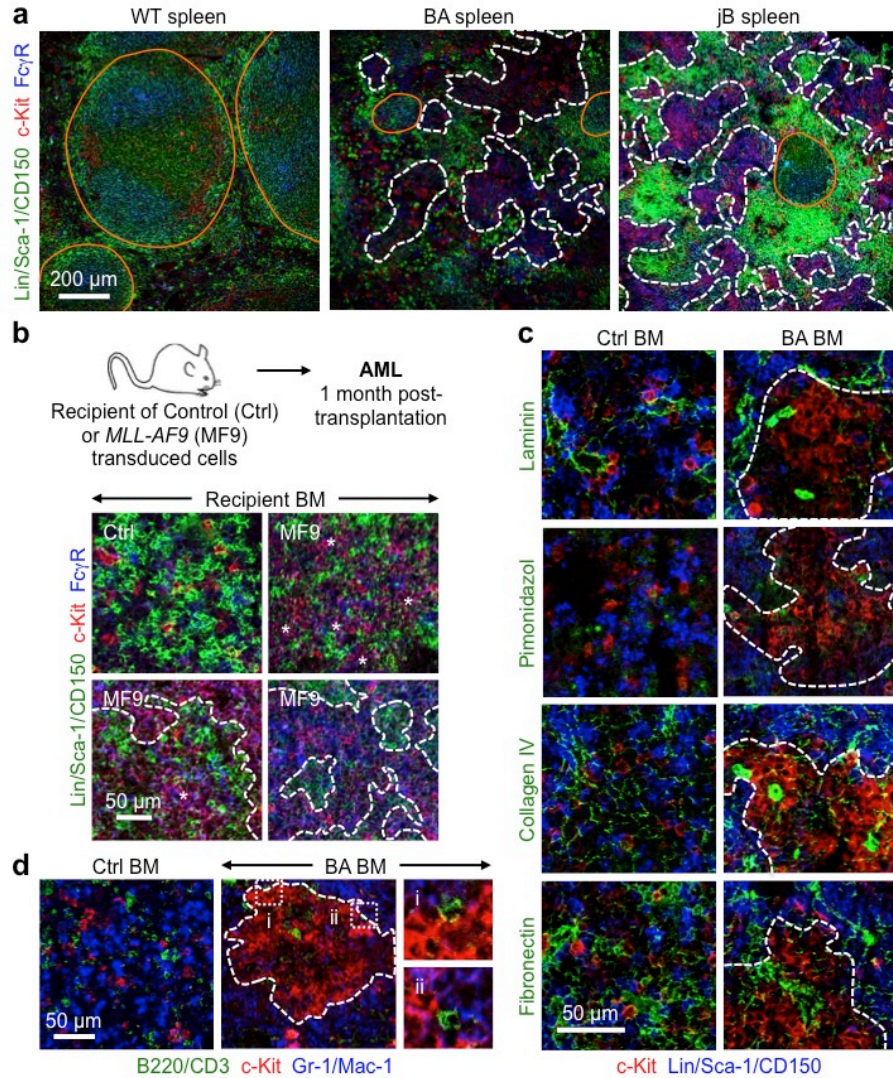 a
WT spleen
BA spleen
jB spleen
Lin/Sca-1/CD150 c-Kit FcγR
200 µm
b
Recipient of Control (Ctrl)
or MLL-AF9 (MF9)
transduced cells
AML
1 month post-
transplantation
Recipient BM
Lin/Sca-1/CD150 c-Kit FcγR
Ctrl
MF9
*
*
*
*
*
MF9
*
50 µm
MF9
c
Ctrl BM
BA BM
Laminin
Pimonidazol
Collagen IV
Fibronectin
50 µm
c-Kit Lin/Sca-1/CD150
d
Ctrl BM
BA BM
50 µm
i
ii
i
ii
B220/CD3 c-Kit Gr-1/Mac-1